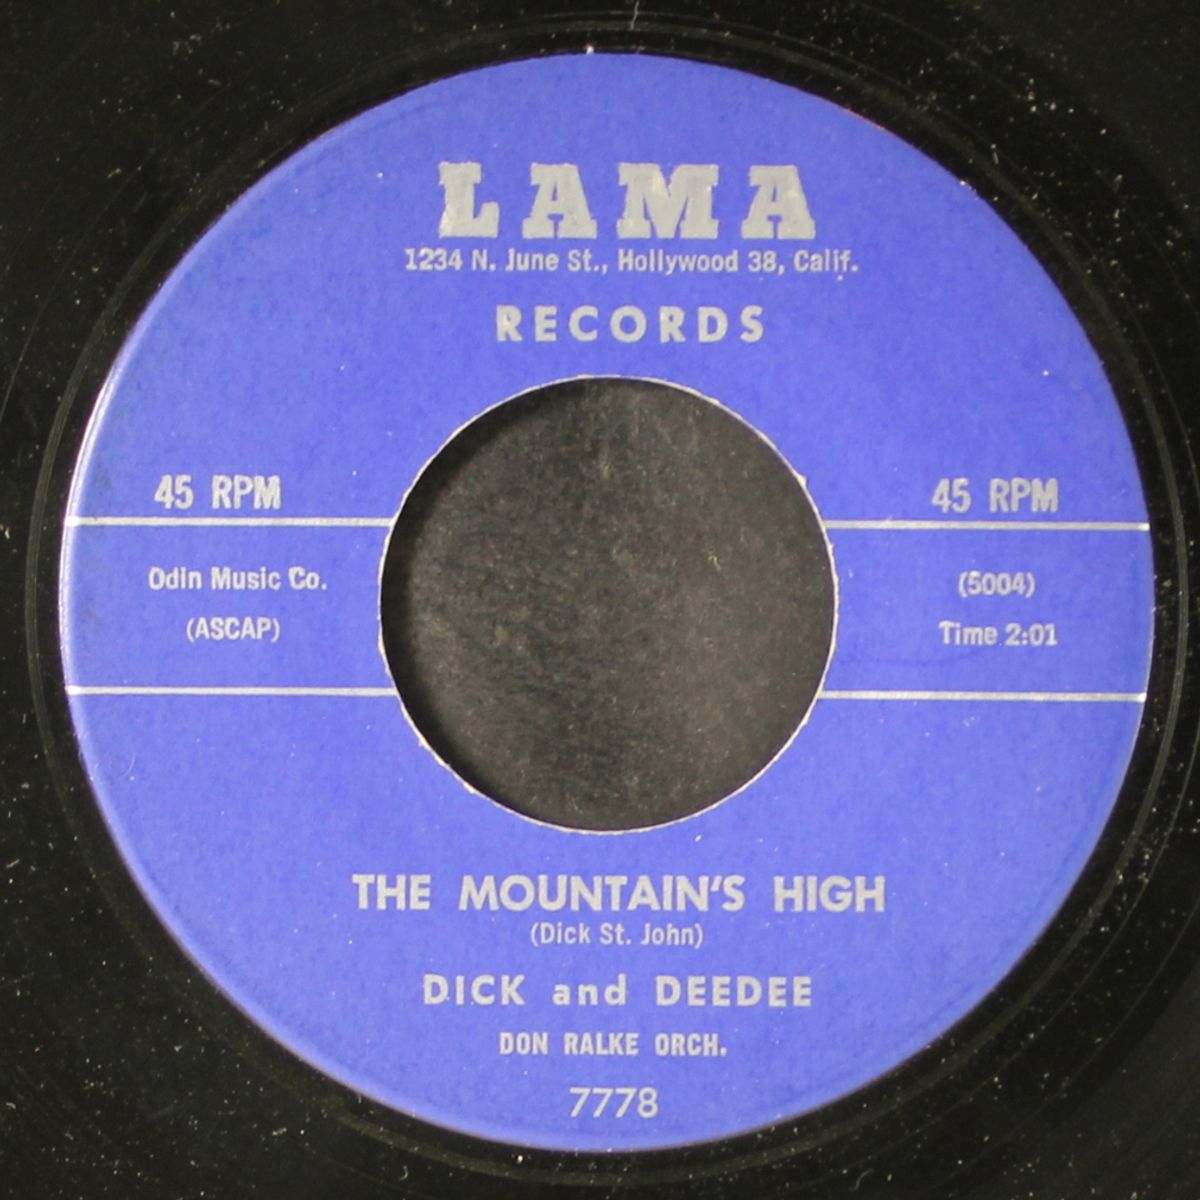 LAMA
1234 N. June St., Hollywood 38, Calif.
RECORDS
45 RPM
45 RPM
Odin Music Co.
(ASCAP)
(5004)
Time 2:01
THE MOUNTAIN'S HIGH
(Dick St. John)
DICK and DEEDEE
DON RALKE ORCH.
7778